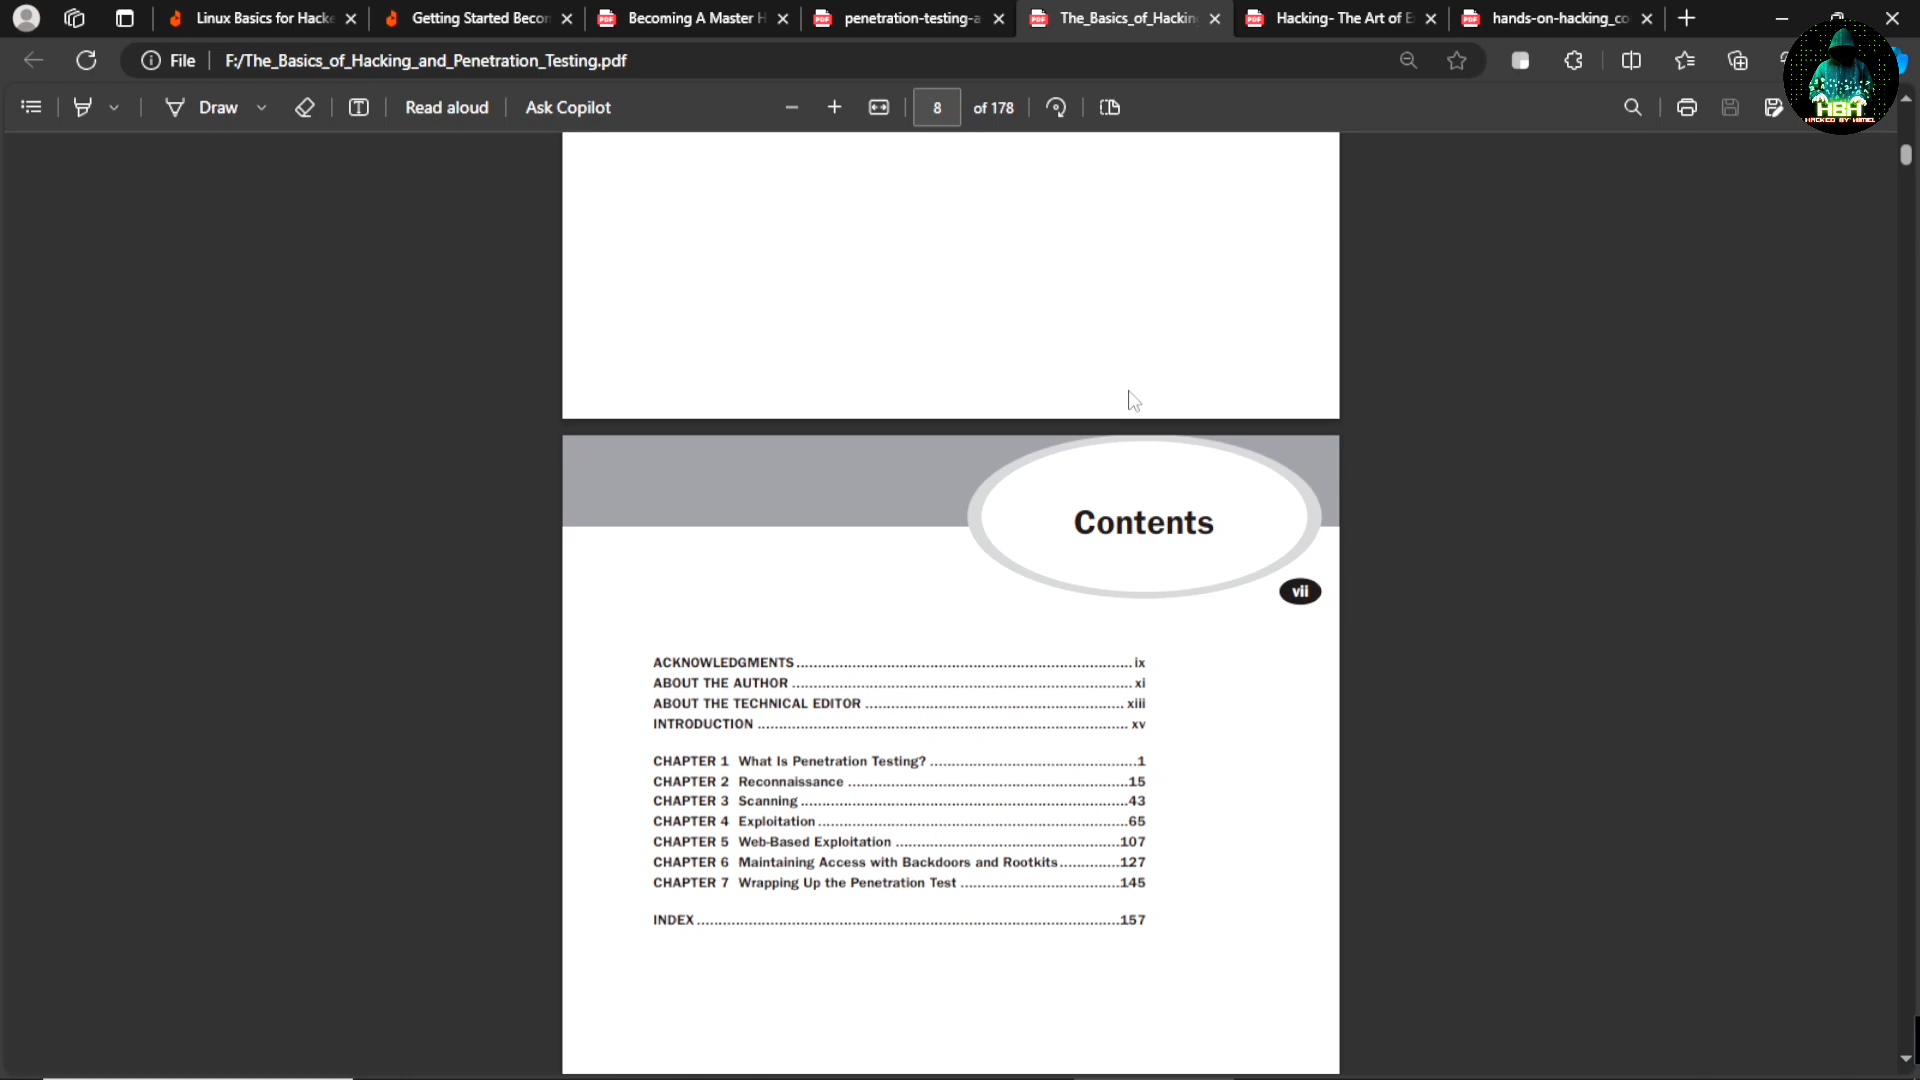 Linux Basics for Hacke
Getting Started Becon
Becoming A Master H
penetration-testing-a
The_Basics_of_Hackin
Hacking- The Art of E
hands-on-hacking_co
File
F:/The_Basics_of_Hacking_and_Penetration_Testing.pdf
Draw
Read aloud
Ask Copilot
8
of 178
HBH
HACKED BY HIMEL
Contents
vii
ACKNOWLEDGMENTS........ix
ABOUT THE AUTHOR........xi
ABOUT THE TECHNICAL EDITOR........xiii
INTRODUCTION........xv
CHAPTER 1 What Is Penetration Testing?........1
CHAPTER 2 Reconnaissance........15
CHAPTER 3 Scanning........43
CHAPTER 4 Exploitation........65
CHAPTER 5 Web-Based Exploitation........107
CHAPTER 6 Maintaining Access with Backdoors and Rootkits........127
CHAPTER 7 Wrapping Up the Penetration Test........145
INDEX........157